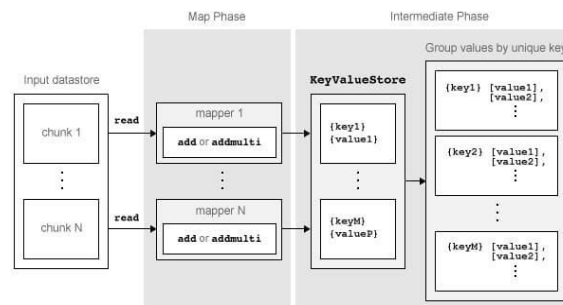 Map Phase
Intermediate Phase
Group values by unique key
Input datastore
KeyValueStore
chunk 1
read
mapper 1
add or addmulti
{key1}
{value1}
{key1} [value1],
[value2],
{key2} [value1],
[value2],
chunk N
read
mapper N
add or addmulti
{keyM}
{valueP}
{keyM} [value1],
[value2],